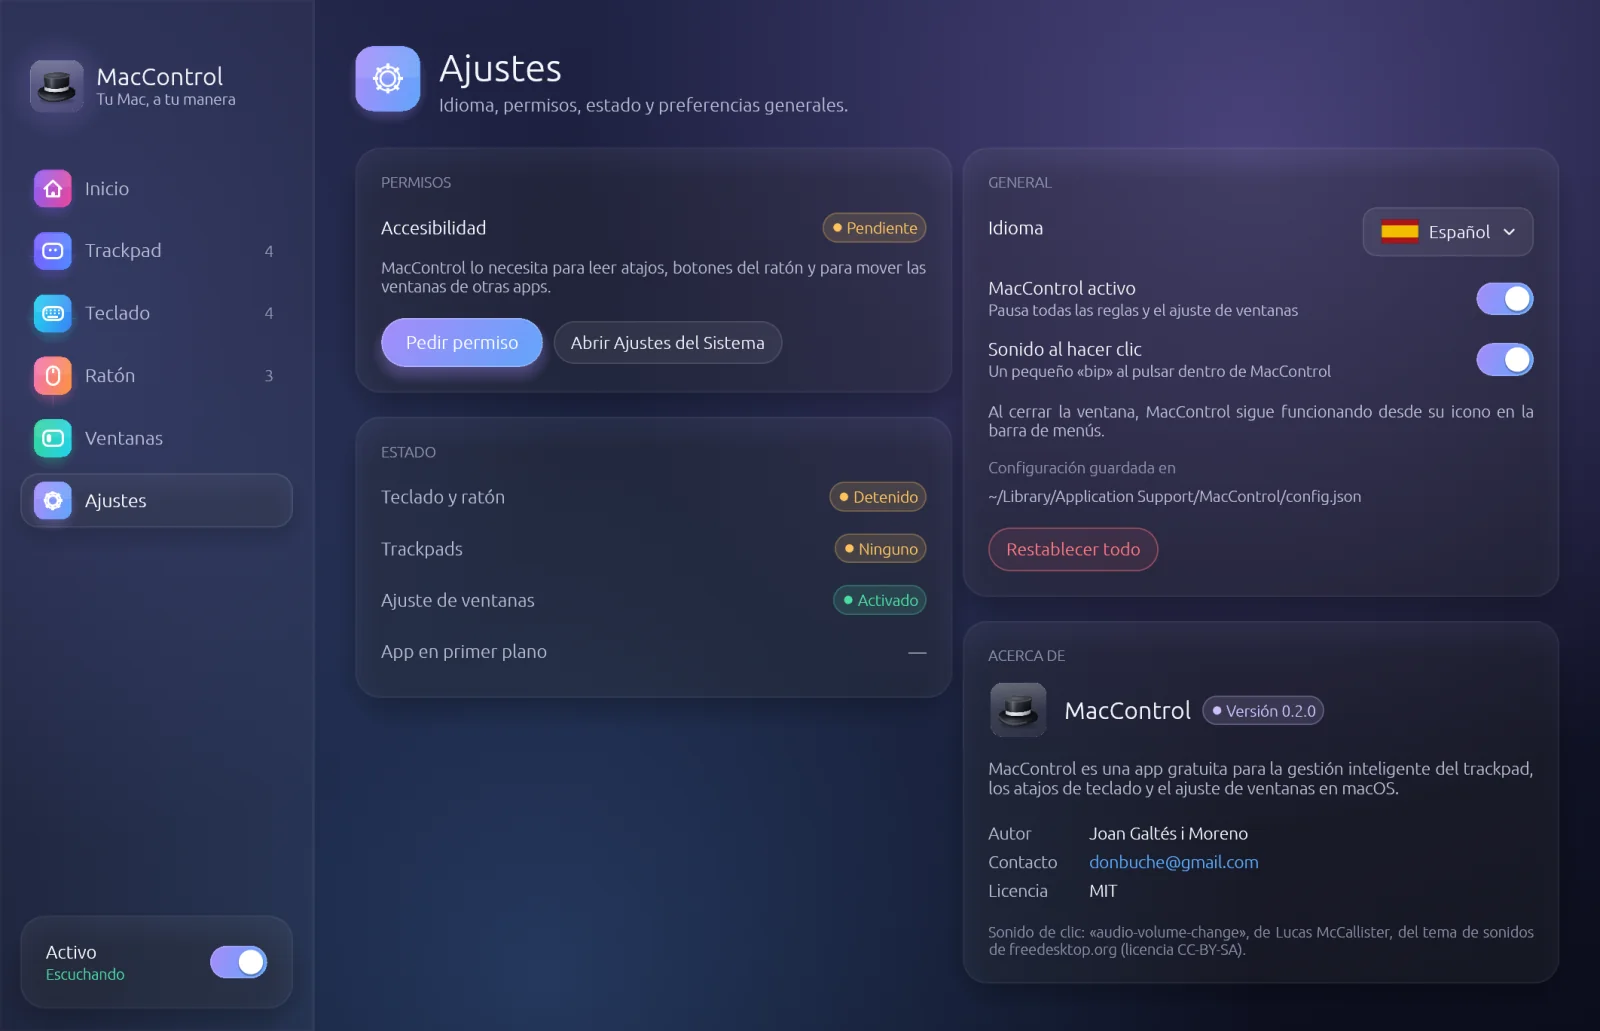 MacControl
Tu Mac, a tu manera
Inicio
Trackpad 4
Teclado 4
Ratón 3
Ventanas
Ajustes
Activo
Escuchando
Ajustes
Idioma, permisos, estado y preferencias generales.
PERMISOS
Accesibilidad Pendiente
MacControl lo necesita para leer atajos, botones del ratón y para mover las
ventanas de otras apps.
Pedir permiso Abrir Ajustes del Sistema
ESTADO
Teclado y ratón Detenido
Trackpads Ninguno
Ajuste de ventanas Activado
App en primer plano —
GENERAL
Idioma Español
MacControl activo
Pausa todas las reglas y el ajuste de ventanas
Sonido al hacer clic
Un pequeño «bip» al pulsar dentro de MacControl
Al cerrar la ventana, MacControl sigue funcionando desde su icono en la
barra de menús.
Configuración guardada en
~/Library/Application Support/MacControl/config.json
Restablecer todo
ACERCA DE
MacControl Versión 0.2.0
MacControl es una app gratuita para la gestión inteligente del trackpad,
los atajos de teclado y el ajuste de ventanas en macOS.
Autor Joan Galtés i Moreno
Contacto donbuche@gmail.com
Licencia MIT
Sonido de clic: «audio-volume-change», de Lucas McCallister, del tema de sonidos
de freedesktop.org (licencia CC-BY-SA).